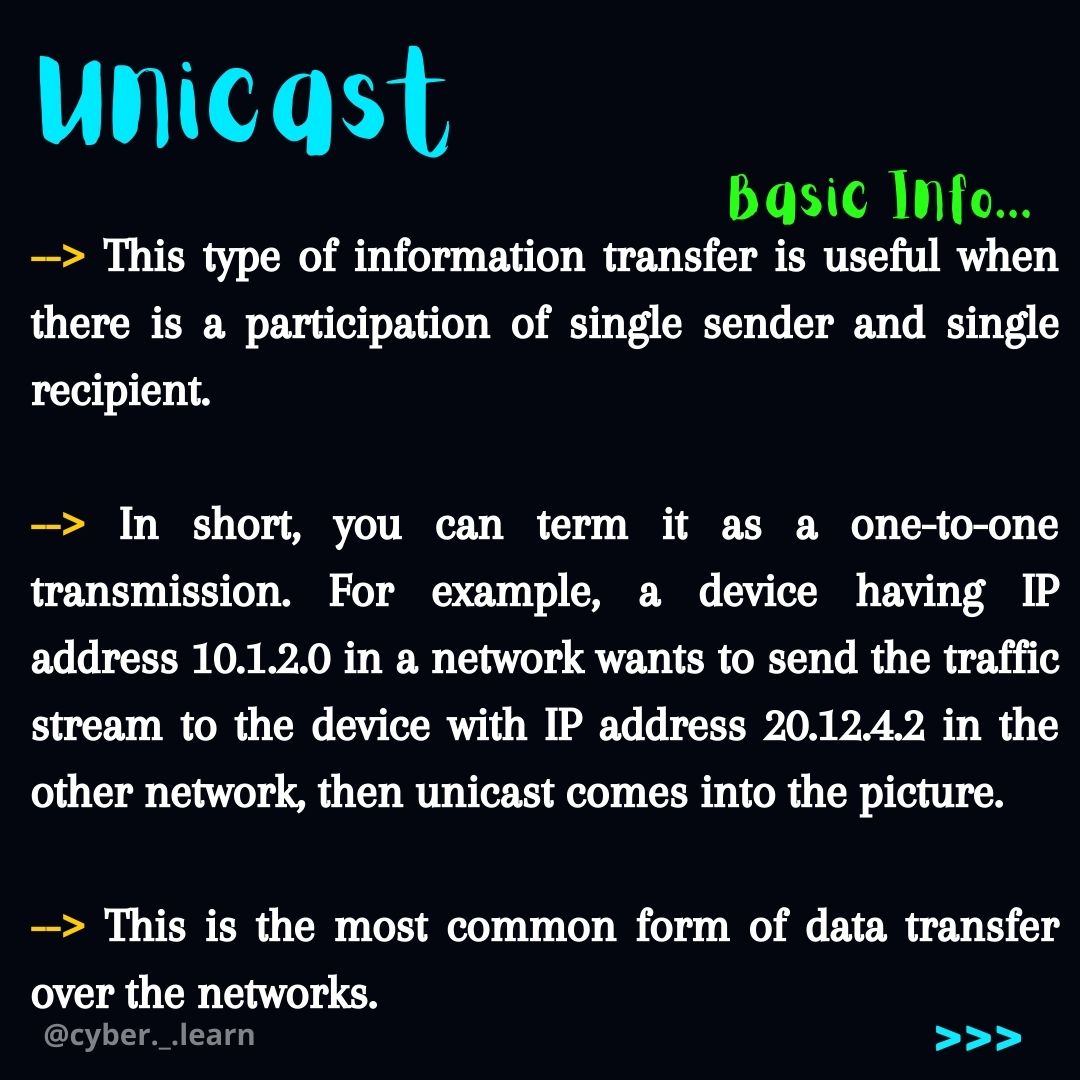 Unicast
Basic Info...
--> This type of information transfer is useful when
there is a participation of single sender and single
recipient.
--> In short, you can term it as a one-to-one
transmission. For example, a device having IP
address 10.1.2.0 in a network wants to send the traffic
stream to the device with IP address 20.12.4.2 in the
other network, then unicast comes into the picture.
--> This is the most common form of data transfer
over the networks.
@cyber._.learn
>>>